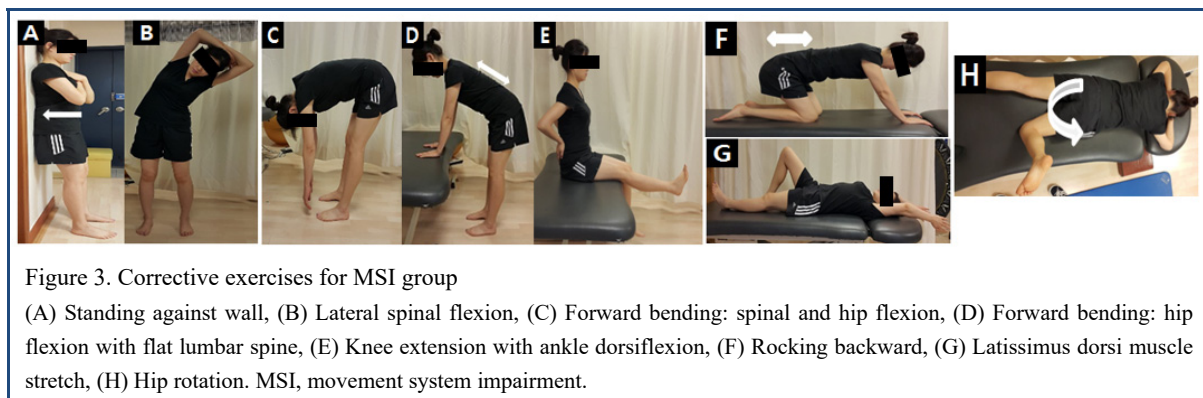 A
B
C
D
E
F
G
H
Figure 3. Corrective exercises for MSI group
(A) Standing against wall, (B) Lateral spinal flexion, (C) Forward bending: spinal and hip flexion, (D) Forward bending: hip
flexion with flat lumbar spine, (E) Knee extension with ankle dorsiflexion, (F) Rocking backward, (G) Latissimus dorsi muscle
stretch, (H) Hip rotation. MSI, movement system impairment.